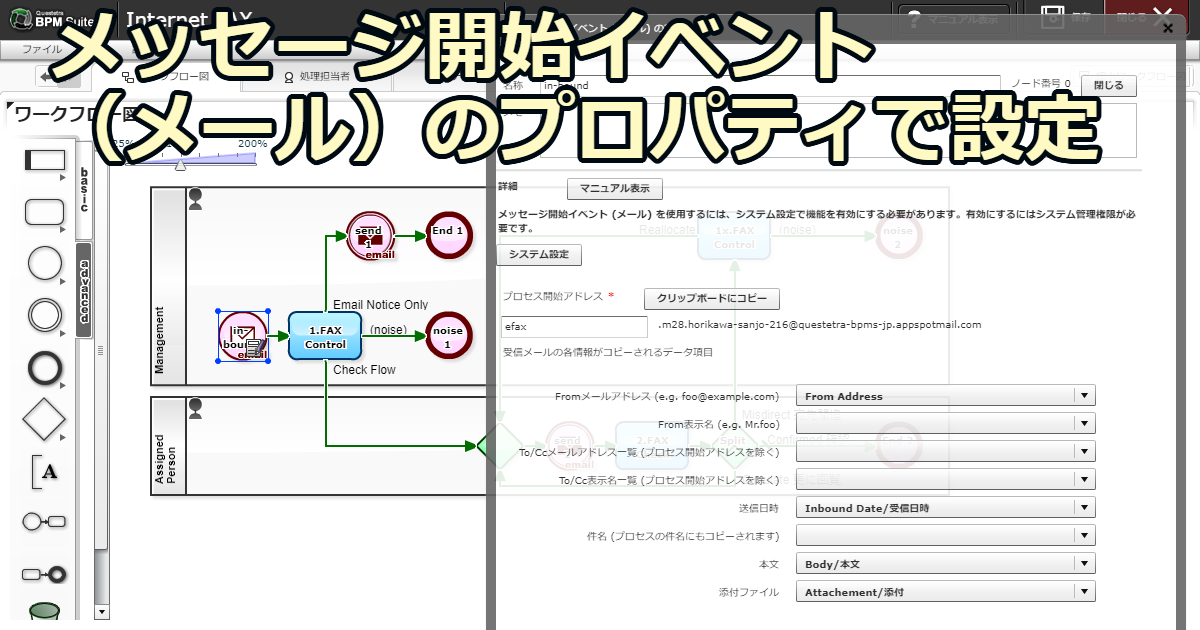 メッセージ開始イベント
（メール）のプロパティで設定
Questetra
BPM Suite
マニュアル表示
ファイル
処理担当者
名称
ノード番号 0
閉じる
ワークフロー図
25%
200%
basic
advanced
A
Management
send
1
email
End 1
Email Notice Only
in-
bound
email
1.FAX
Control
(noise)
noise
1
Check Flow
Assigned
Person
詳細
マニュアル表示
メッセージ開始イベント (メール) を使用するには、システム設定で機能を有効にする必要があります。有効にするにはシステム管理権限が必
要です。
Reallocate
1x.FAX
Control
(noise)
noise
2
システム設定
プロセス開始アドレス *
クリップボードにコピー
efax
.m28.horikawa-sanjo-216@questetra-bpms-jp.appspotmail.com
受信メールの各情報がコピーされるデータ項目
Fromメールアドレス (e.g. foo@example.com)
From Address
From表示名 (e.g. Mr.foo)
To/Ccメールアドレス一覧 (プロセス開始アドレスを除く)
To/Cc表示名一覧 (プロセス開始アドレスを除く)
送信日時
Inbound Date/受信日時
件名 (プロセスの件名にもコピーされます)
本文
Body/本文
添付ファイル
Attachement/添付
send
email
2.FAX
Split